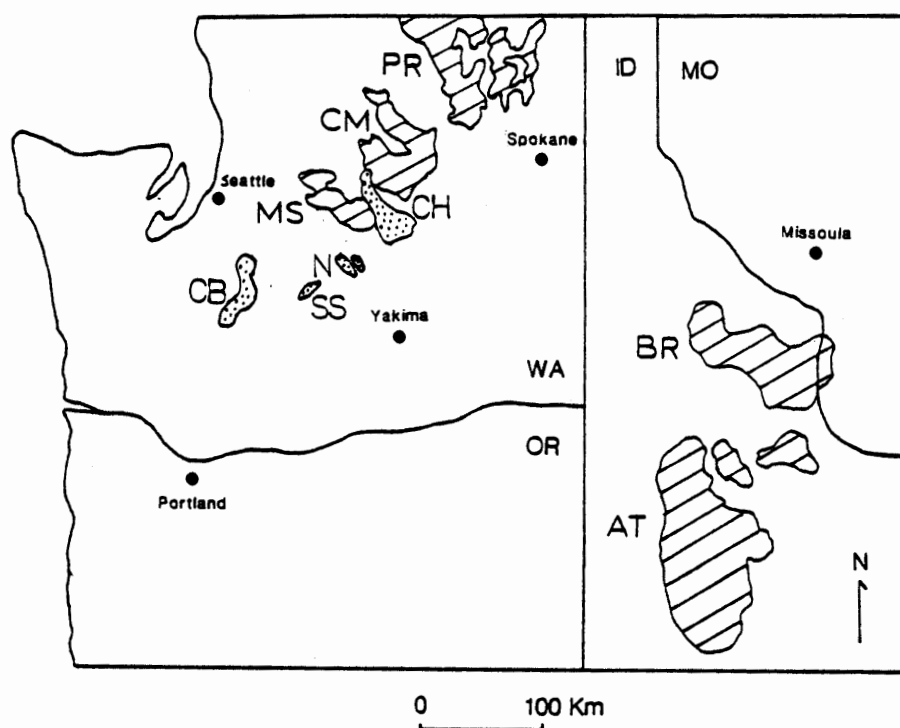 PR
ID MO
CM
Spokane
Seattle
MS
CH
Missoula
N
CB
SS
Yakima
BR
WA
OR
Portland
AT
N
0 100 Km